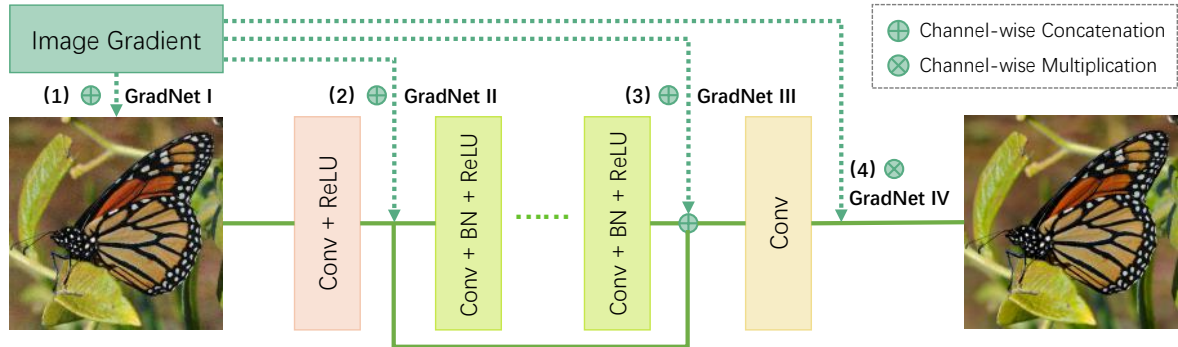 Image Gradient
Channel-wise Concatenation
Channel-wise Multiplication
(1) GradNet I
(2) GradNet II
(3) GradNet III
(4)
GradNet IV
Conv + ReLU
Conv + BN + ReLU
Conv + BN + ReLU
Conv